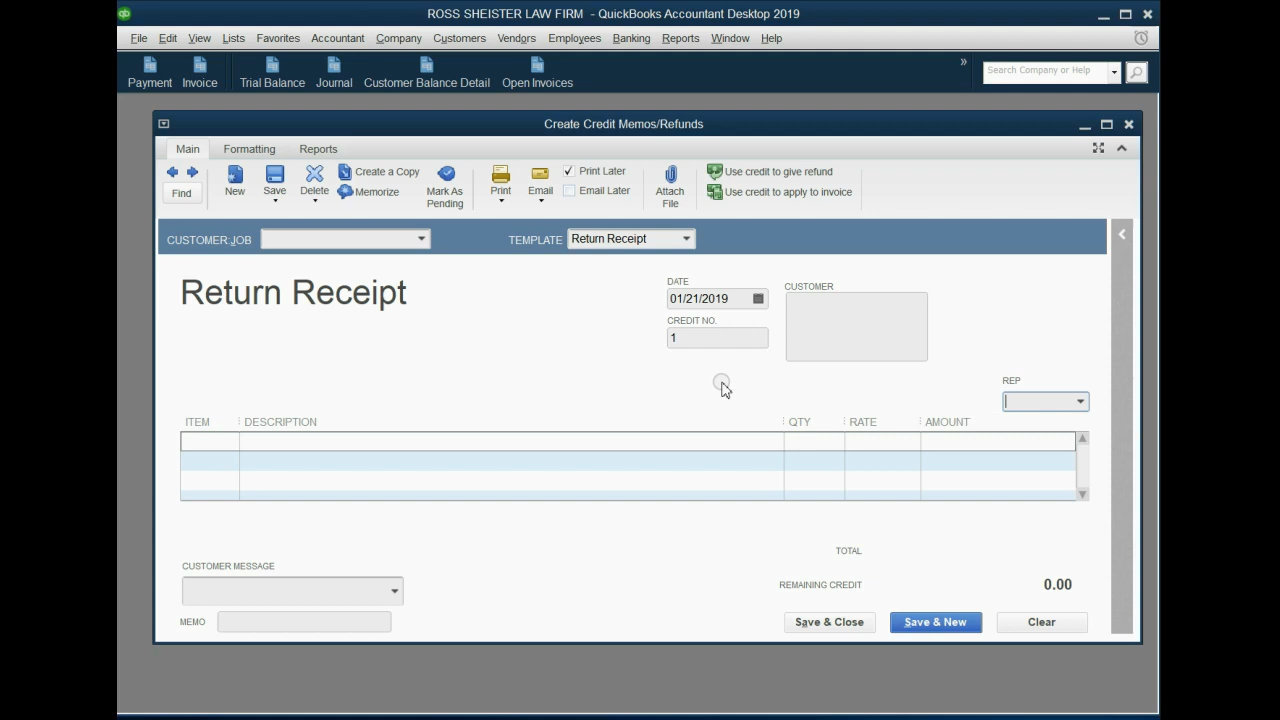 ROSS SHEISTER LAW FIRM - QuickBooks Accountant Desktop 2019
File Edit View Lists Favorites Accountant Company Customers Vendors Employees Banking Reports Window Help
Payment Invoice Trial Balance Journal Customer Balance Detail Open Invoices » Search Company or Help
Create Credit Memos/Refunds
Main Formatting Reports
Find New Save Delete Create a Copy Memorize Mark As Pending Print Email Print Later Email Later Attach File Use credit to give refund Use credit to apply to invoice
CUSTOMER:JOB TEMPLATE Return Receipt
Return Receipt
DATE
01/21/2019
CREDIT NO.
1
CUSTOMER
REP
ITEM DESCRIPTION QTY RATE AMOUNT
TOTAL
CUSTOMER MESSAGE
REMAINING CREDIT 0.00
MEMO
Save & Close Save & New Clear